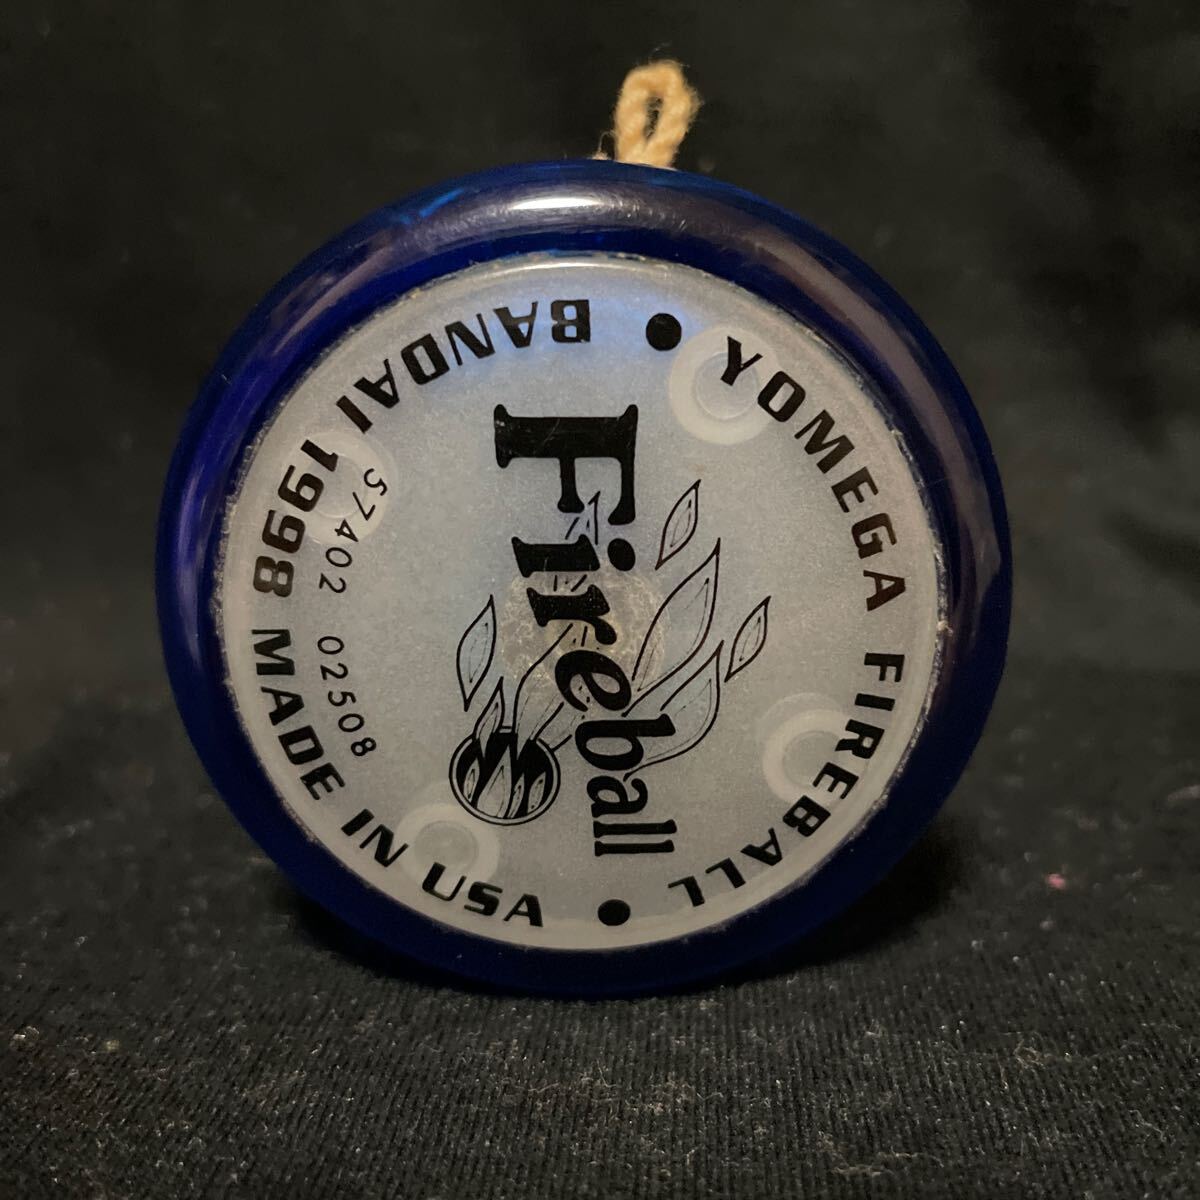 YOMEGA FIREBALL •
BANDAI 1998 MADE IN USA •
57402 02508
Fireball